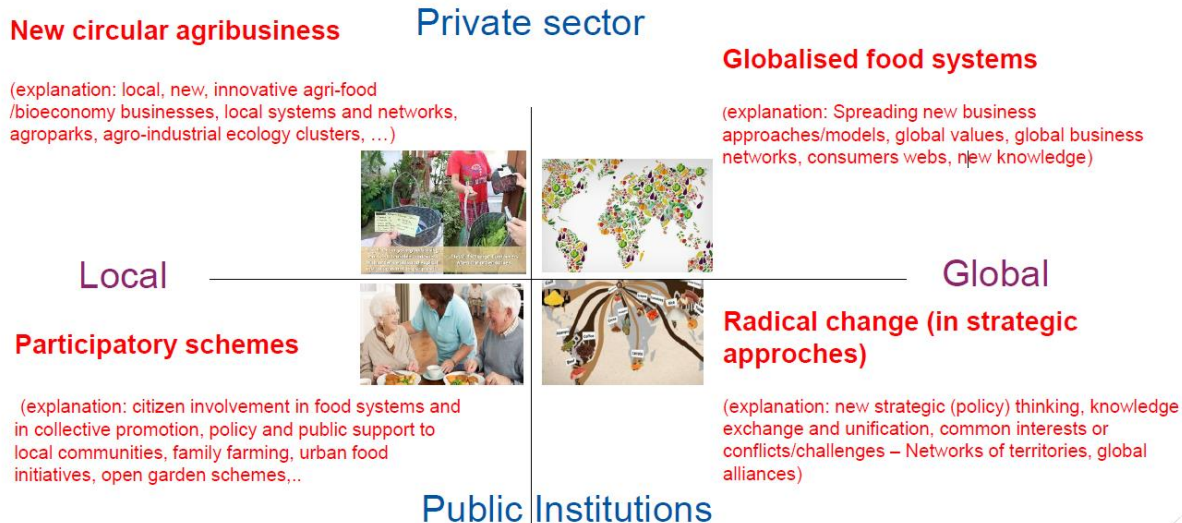 Private sector
New circular agribusiness
(explanation: local, new, innovative agri-food
/bioeconomy businesses, local systems and networks,
agroparks, agro-industrial ecology clusters, …)
Globalised food systems
(explanation: Spreading new business
approaches/models, global values, global business
networks, consumers webs, new knowledge)
Local
Global
Participatory schemes
(explanation: citizen involvement in food systems and
in collective promotion, policy and public support to
local communities, family farming, urban food
initiatives, open garden schemes,..
Radical change (in strategic
approches)
(explanation: new strategic (policy) thinking, knowledge
exchange and unification, common interests or
conflicts/challenges – Networks of territories, global
alliances)
Public Institutions